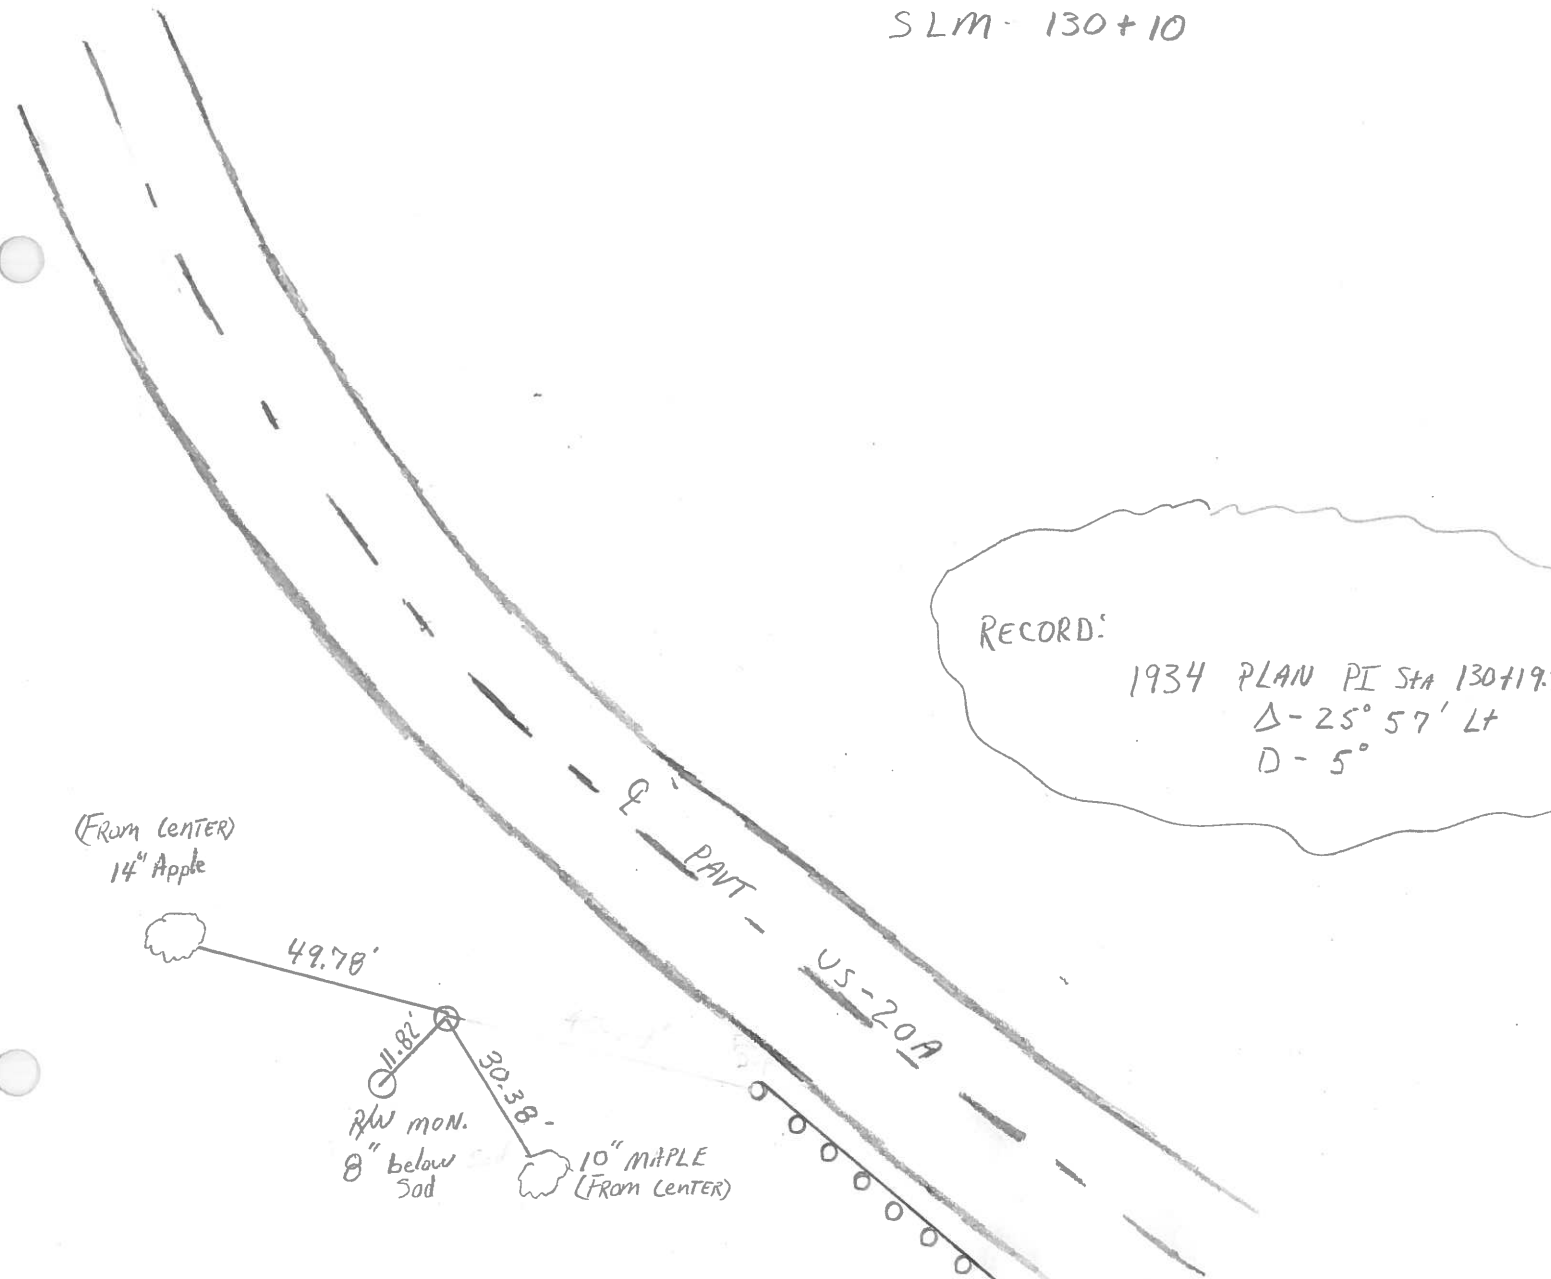 SLM - 130+10
RECORD:
1934 PLAN PI StA 130+19.
Δ - 25° 57' Lt
D - 5°
℄ PAVT US-20A
(FROM CENTER)
14" Apple
49.78'
11.82'
30.38'
R/W MON.
8" below
Sod
10" MAPLE
(FROM CENTER)